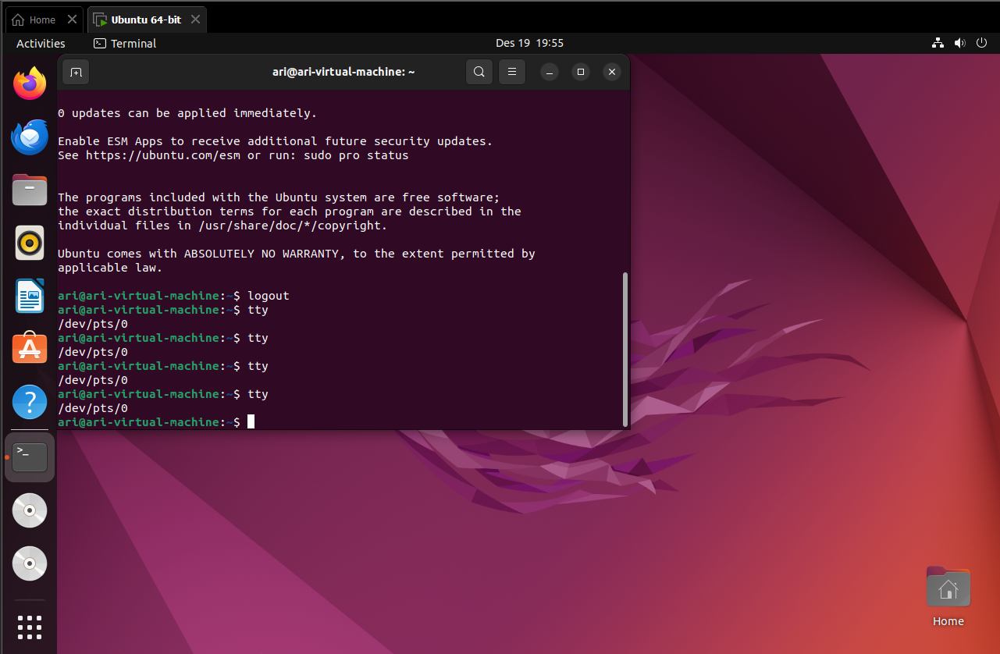 Home
Ubuntu 64-bit
Activities
Terminal
Des 19 19:55
ari@ari-virtual-machine: ~
0 updates can be applied immediately.
Enable ESM Apps to receive additional future security updates.
See https://ubuntu.com/esm or run: sudo pro status
The programs included with the Ubuntu system are free software;
the exact distribution terms for each program are described in the
individual files in /usr/share/doc/*/copyright.
Ubuntu comes with ABSOLUTELY NO WARRANTY, to the extent permitted by
applicable law.
ari@ari-virtual-machine:~$ logout
ari@ari-virtual-machine:~$ tty
/dev/pts/0
ari@ari-virtual-machine:~$ tty
/dev/pts/0
ari@ari-virtual-machine:~$ tty
/dev/pts/0
ari@ari-virtual-machine:~$ tty
/dev/pts/0
ari@ari-virtual-machine:~$
Home